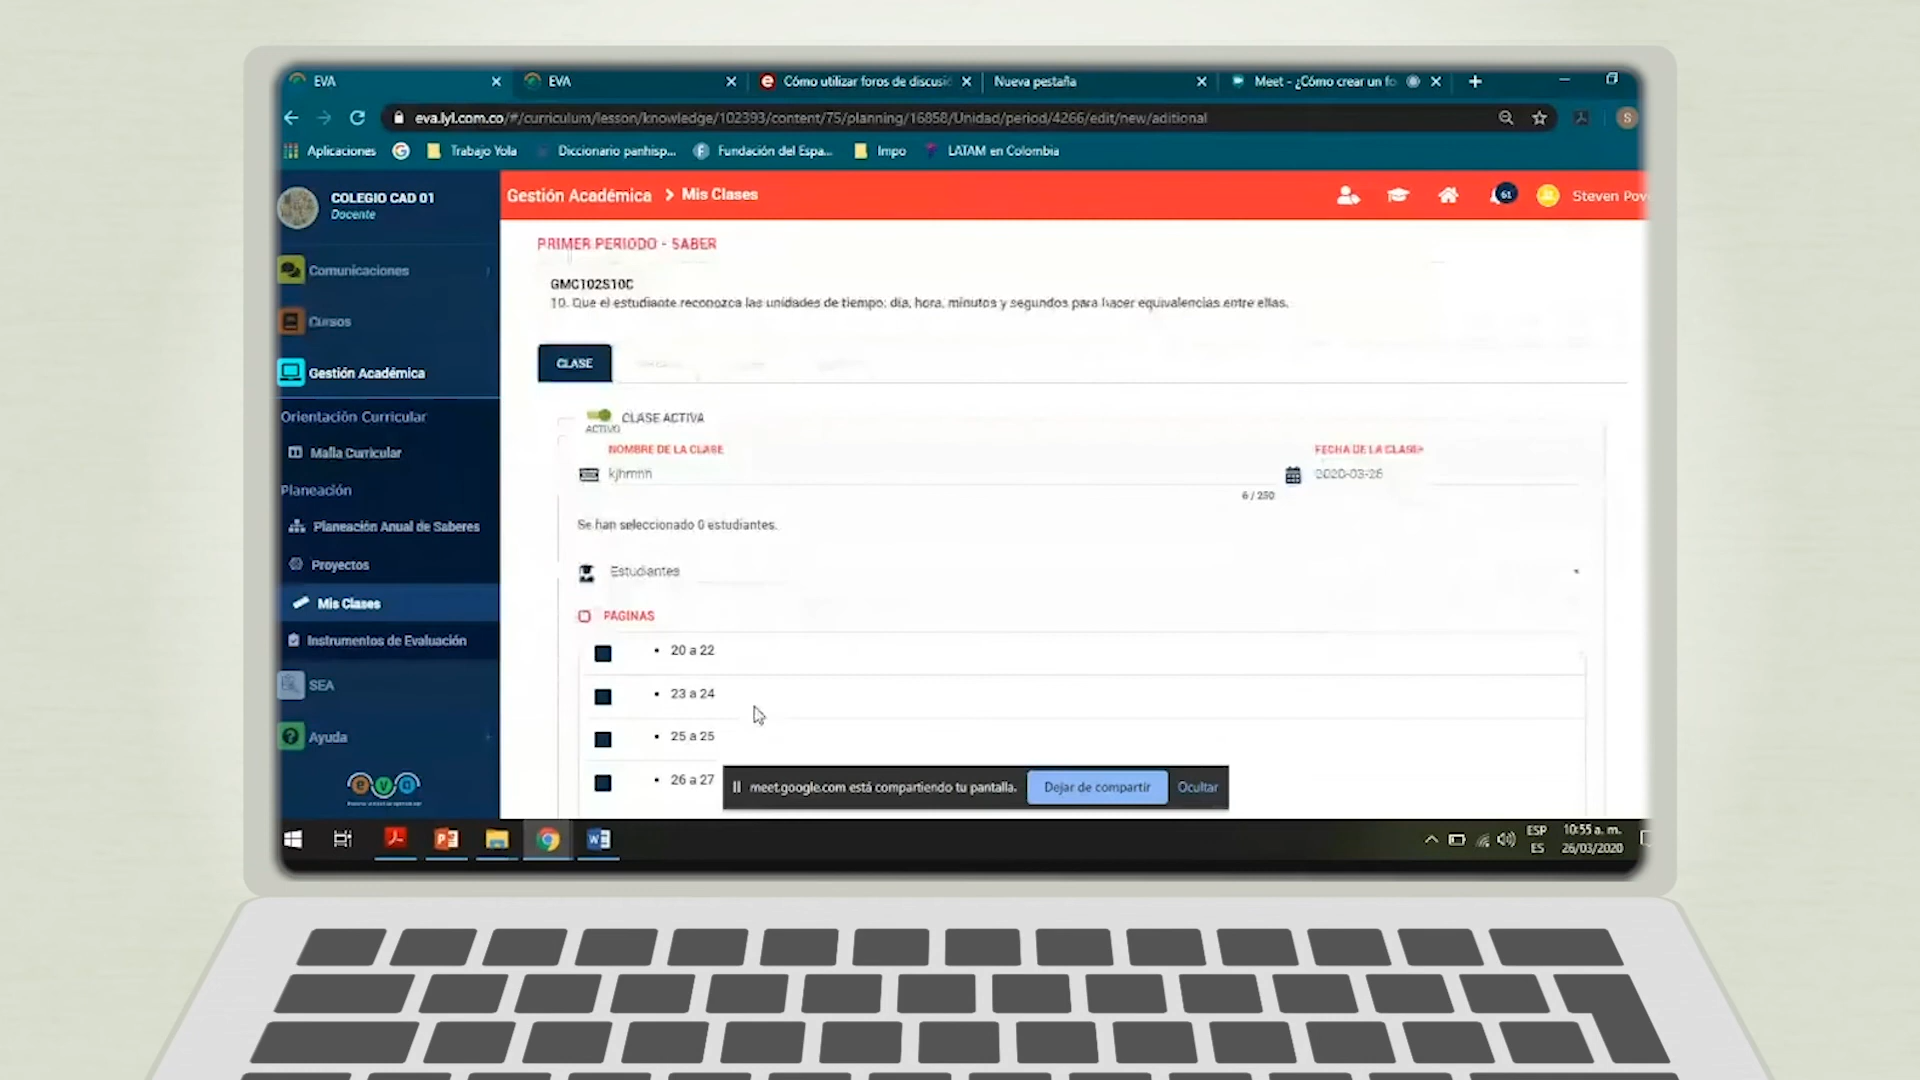 EVA
EVA
Cómo utilizar foros de discusi
Nueva pestaña
Meet - ¿Cómo crear un fo
eva.lyl.com.co/#/curriculum/lesson/knowledge/102393/content/75/planning/16858/Unidad/period/4266/edit/new/aditional
S
Aplicaciones
Trabajo Yola
Diccionario panhisp...
Fundación del Espa...
Impo
LATAM en Colombia
COLEGIO CAD 01
Docente
Gestión Académica > Mis Clases
61
Steven Pov
Comunicaciones
Cursos
Gestión Académica
Orientación Curricular
Malla Curricular
Planeación
Planeación Anual de Saberes
Proyectos
Mis Clases
Instrumentos de Evaluación
SEA
Ayuda
eva
PRIMER PERIODO - SABER
GMC102S10C
10. Que el estudiante reconozca las unidades de tiempo: día, hora, minutos y segundos para hacer equivalencias entre ellas.
CLASE
CLASE ACTIVA
ACTIVO
NOMBRE DE LA CLASE
FECHA DE LA CLASE*
2020-03-26
6 / 250
Se han seleccionado 0 estudiantes.
Estudiantes
PAGINAS
• 20 a 22
• 23 a 24
• 25 a 25
• 26 a 27
meet.google.com está compartiendo tu pantalla.
Dejar de compartir
Ocultar
ESP
ES
10:55 a. m.
26/03/2020